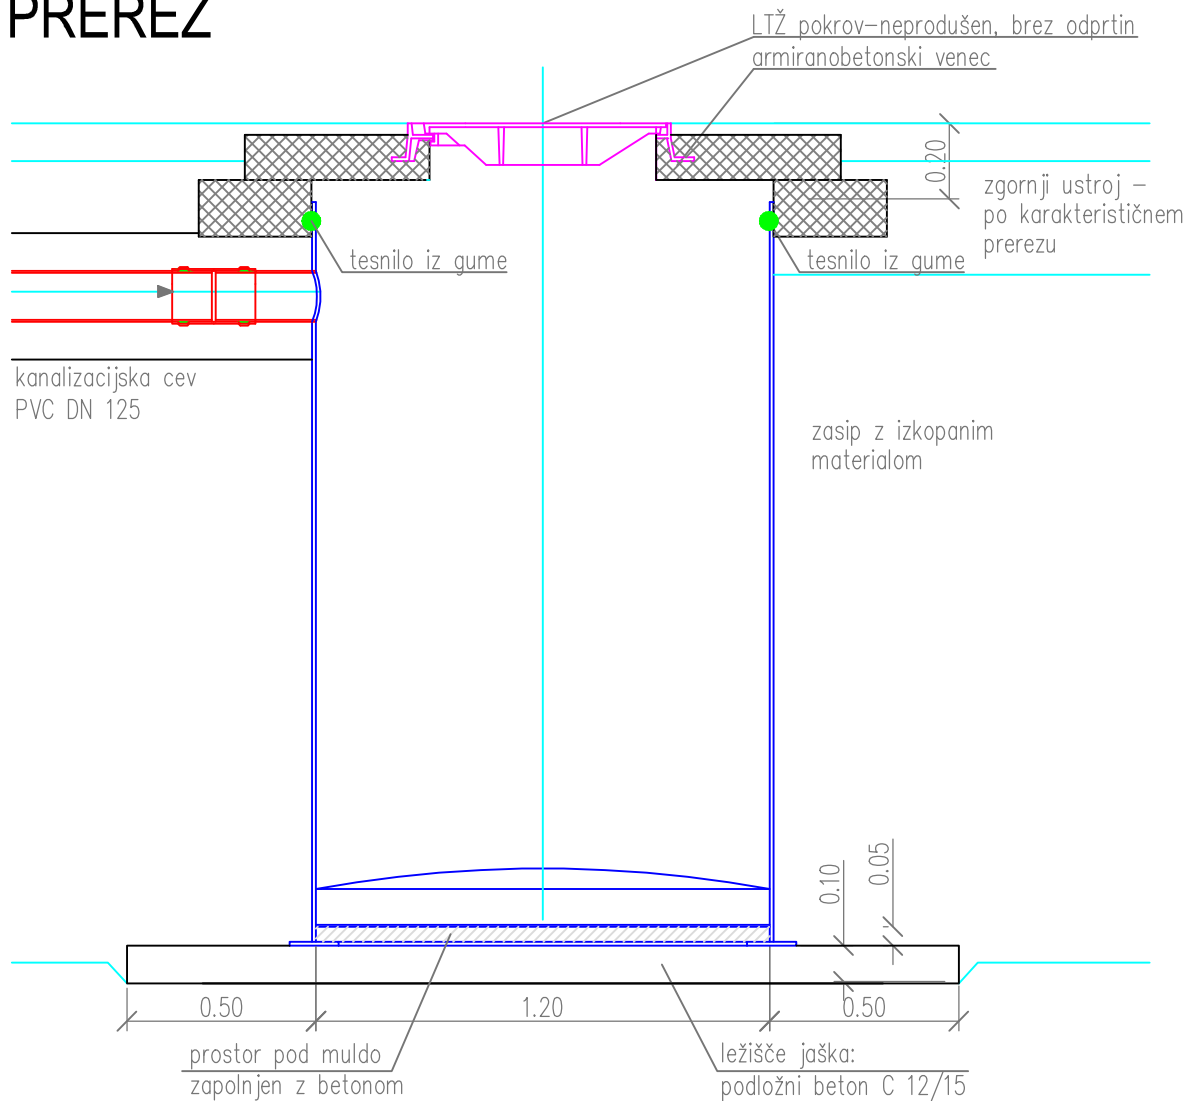 PREREZ
LTŽ pokrov-neprodušen, brez odprtin
armiranobetonski venec
0.20
zgornji ustroj -
po karakterističnem
prerezu
tesnilo iz gume
tesnilo iz gume
kanalizacijska cev
PVC DN 125
zasip z izkopanim
materialom
0.10
0.05
0.50
1.20
0.50
prostor pod muldo
zapolnjen z betonom
ležišče jaška:
podložni beton C 12/15